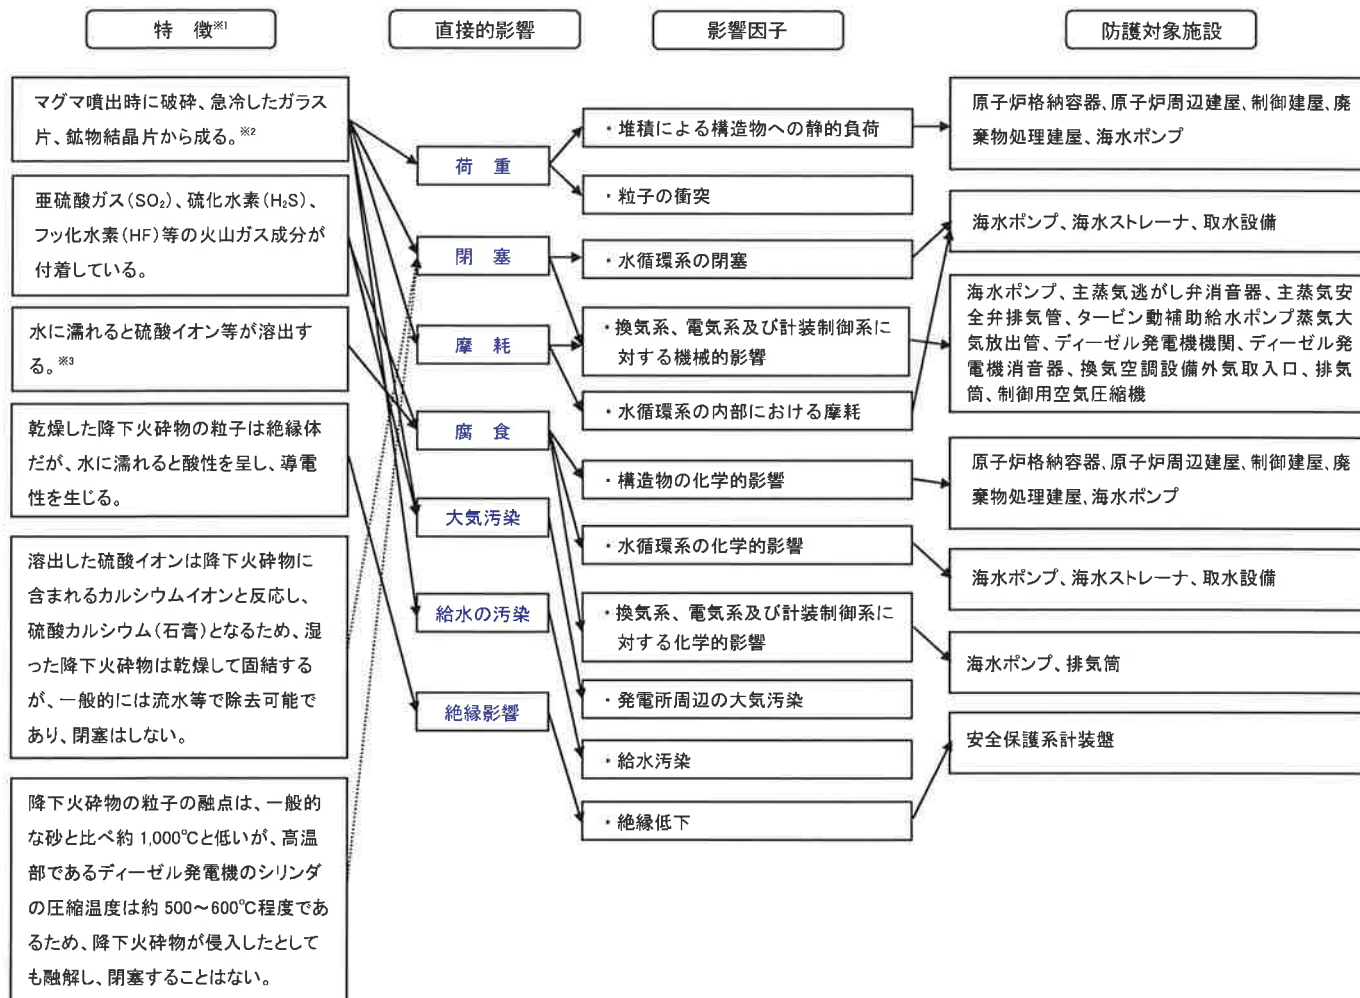 特　徴※1
直接的影響
影響因子
防護対象施設
マグマ噴出時に破砕、急冷したガラス
片、鉱物結晶片から成る。※2
亜硫酸ガス(SO₂)、硫化水素(H₂S)、
フッ化水素(HF)等の火山ガス成分が
付着している。
水に濡れると硫酸イオン等が溶出す
る。※3
乾燥した降下火砕物の粒子は絶縁体
だが、水に濡れると酸性を呈し、導電
性を生じる。
溶出した硫酸イオンは降下火砕物に
含まれるカルシウムイオンと反応し、
硫酸カルシウム(石膏)となるため、湿
った降下火砕物は乾燥して固結する
が、一般的には流水等で除去可能で
あり、閉塞はしない。
降下火砕物の粒子の融点は、一般的
な砂と比べ約 1,000℃と低いが、高温
部であるディーゼル発電機のシリンダ
の圧縮温度は約 500～600℃程度であ
るため、降下火砕物が侵入したとして
も融解し、閉塞することはない。
荷　重
閉　塞
摩　耗
腐　食
大気汚染
給水の汚染
絶縁影響
・堆積による構造物への静的負荷
・粒子の衝突
・水循環系の閉塞
・換気系、電気系及び計装制御系に
対する機械的影響
・水循環系の内部における摩耗
・構造物の化学的影響
・水循環系の化学的影響
・換気系、電気系及び計装制御系に
対する化学的影響
・発電所周辺の大気汚染
・給水汚染
・絶縁低下
原子炉格納容器、原子炉周辺建屋、制御建屋、廃
棄物処理建屋、海水ポンプ
海水ポンプ、海水ストレーナ、取水設備
海水ポンプ、主蒸気逃がし弁消音器、主蒸気安
全弁排気管、タービン動補助給水ポンプ蒸気大
気放出管、ディーゼル発電機機関、ディーゼル発
電機消音器、換気空調設備外気取入口、排気
筒、制御用空気圧縮機
原子炉格納容器、原子炉周辺建屋、制御建屋、廃
棄物処理建屋、海水ポンプ
海水ポンプ、海水ストレーナ、取水設備
海水ポンプ、排気筒
安全保護系計装盤